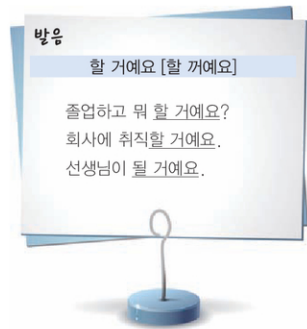 발음
할 거예요 [할 꺼예요]
졸업하고 뭐 할 거예요?
회사에 취직할 거예요.
선생님이 될 거예요.